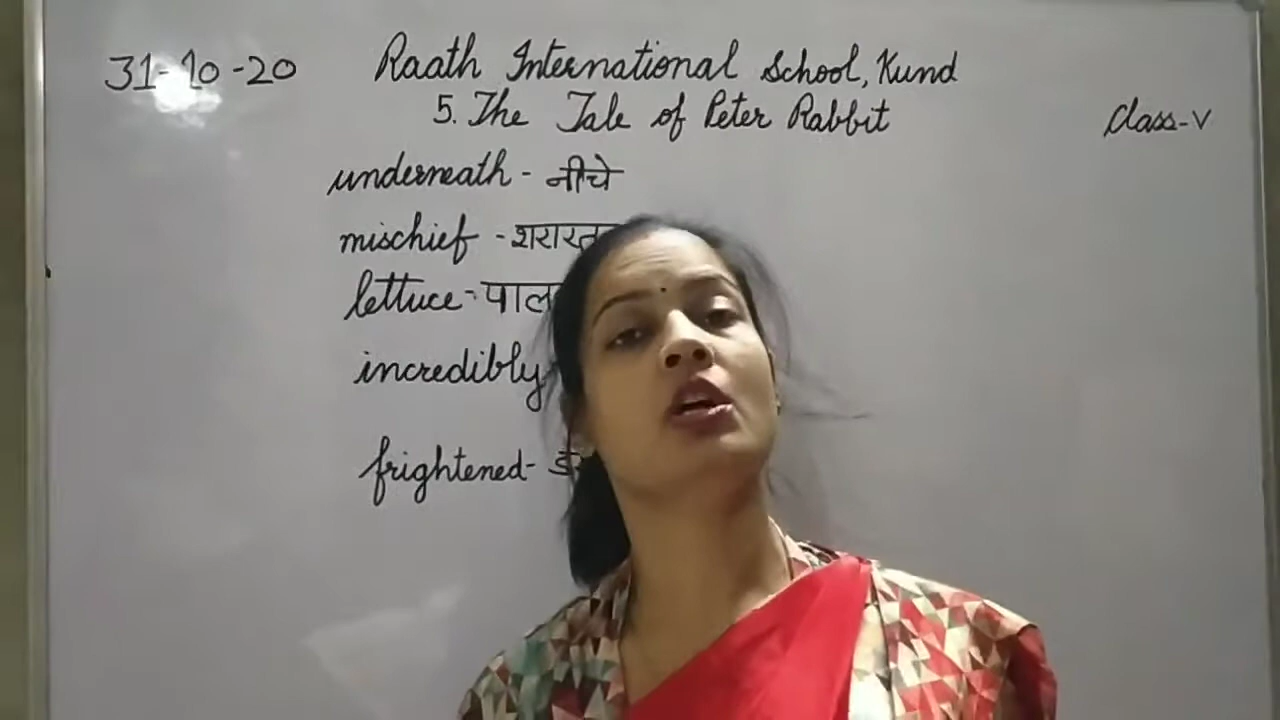 31-10-20 Raath International School, Kund
5. The Tale of Peter Rabbit Class-V
underneath - नीचे
mischief - शरारत
lettuce -
incredibly
frightened -